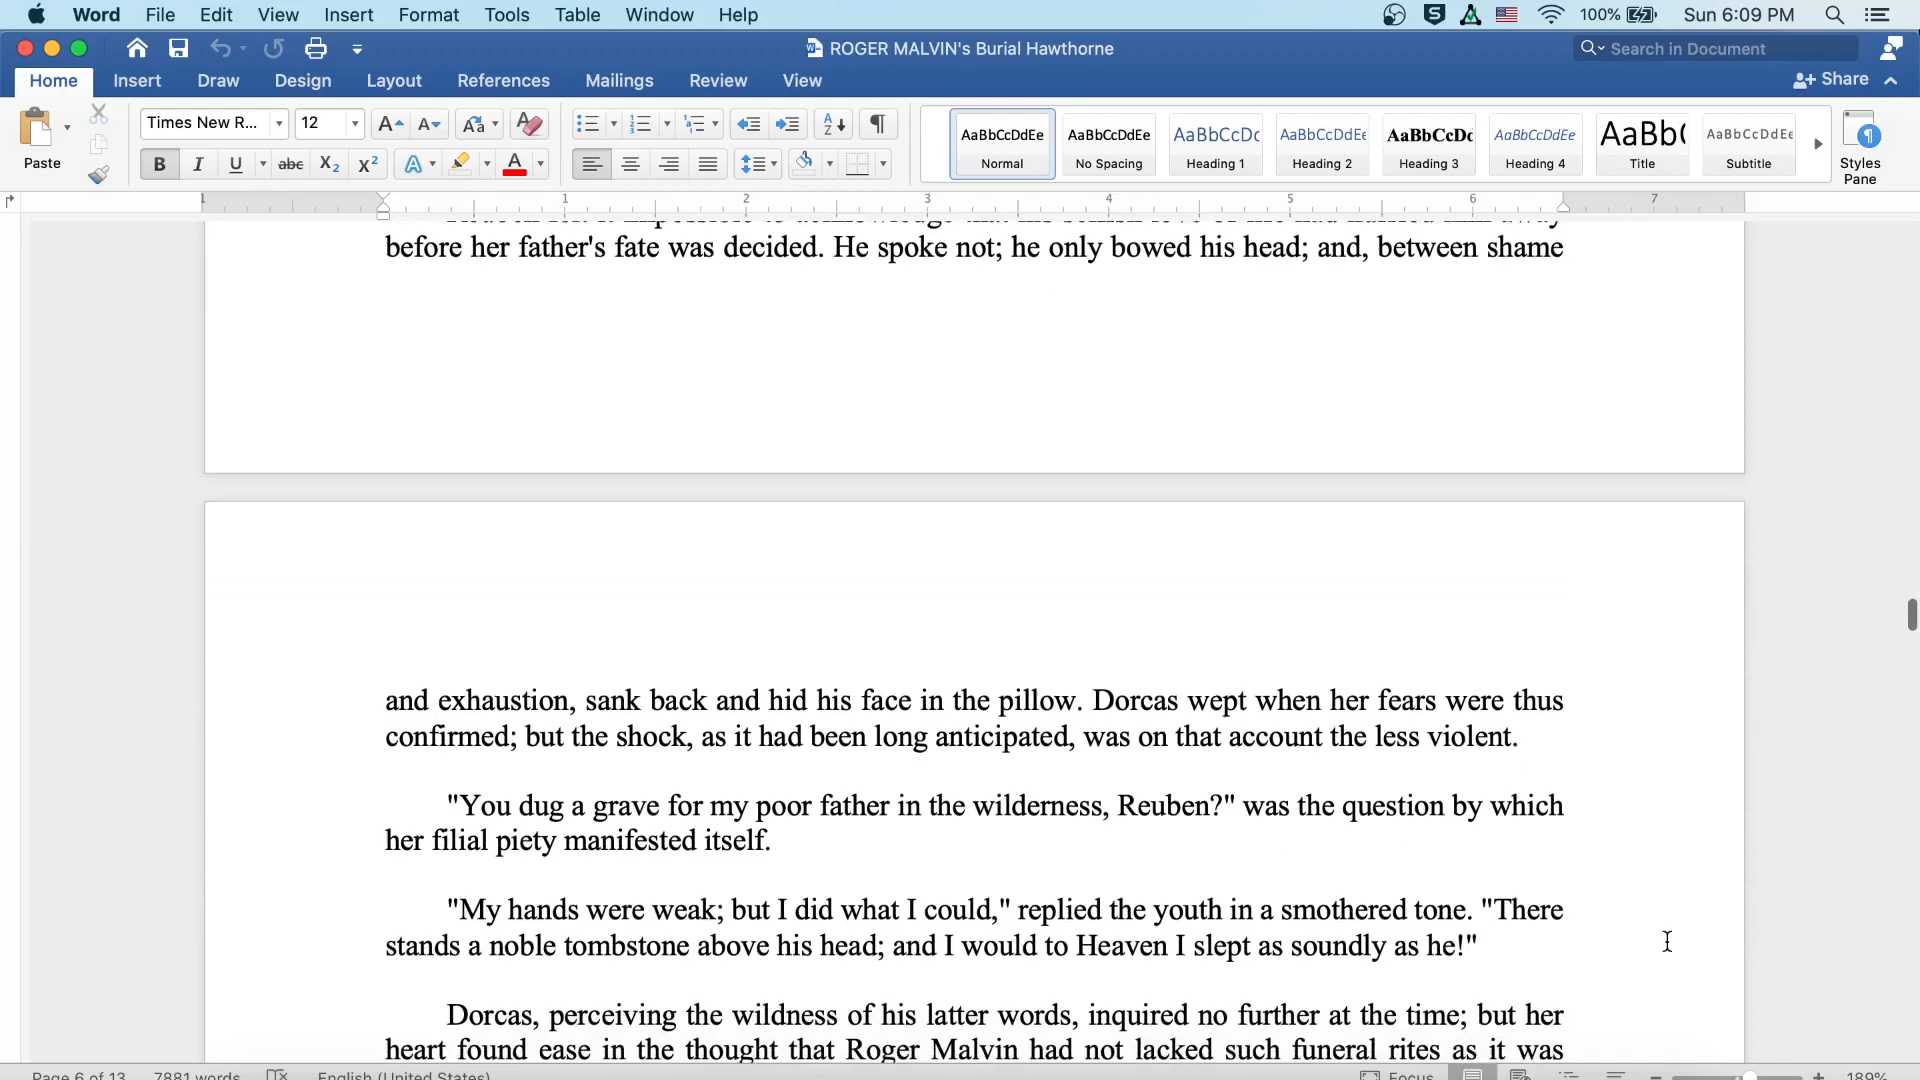 Word File Edit View Insert Format Tools Table Window Help 100% Sun 6:09 PM
ROGER MALVIN's Burial Hawthorne Search in Document
Home Insert Draw Design Layout References Mailings Review View Share
Times New R... 12
AaBbCcDdEe AaBbCcDdEe AaBbCcDc AaBbCcDdEe AaBbCcDc AaBbCcDdEe AaBb( AaBbCcDdEe
Paste Normal No Spacing Heading 1 Heading 2 Heading 3 Heading 4 Title Subtitle Styles Pane
1 1 2 3 4 5 6 7
before her father's fate was decided. He spoke not; he only bowed his head; and, between shame
and exhaustion, sank back and hid his face in the pillow. Dorcas wept when her fears were thus
confirmed; but the shock, as it had been long anticipated, was on that account the less violent.
"You dug a grave for my poor father in the wilderness, Reuben?" was the question by which
her filial piety manifested itself.
"My hands were weak; but I did what I could," replied the youth in a smothered tone. "There
stands a noble tombstone above his head; and I would to Heaven I slept as soundly as he!"
Dorcas, perceiving the wildness of his latter words, inquired no further at the time; but her
heart found ease in the thought that Roger Malvin had not lacked such funeral rites as it was
Page 6 of 13 7881 words English (United States) Focus 189%